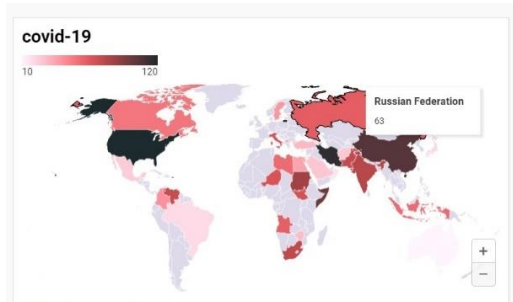 covid-19
10 120
Russian Federation
63
+
−